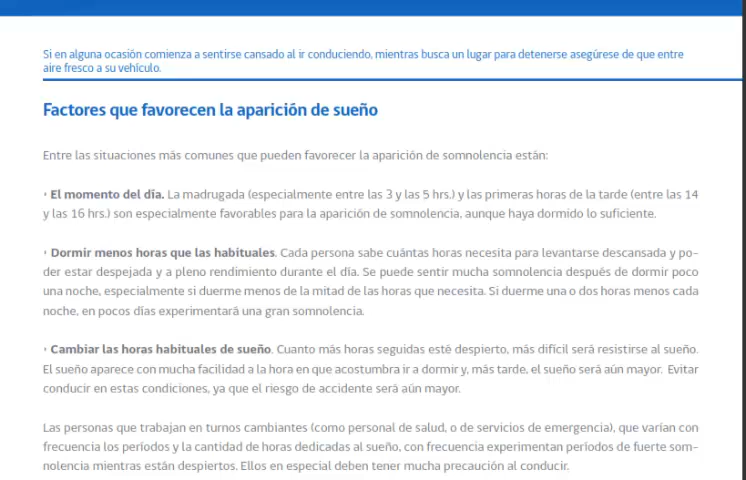 Si en alguna ocasión comienza a sentirse cansado al ir conduciendo, mientras busca un lugar para detenerse asegúrese de que entre
aire fresco a su vehículo.
Factores que favorecen la aparición de sueño
Entre las situaciones más comunes que pueden favorecer la aparición de somnolencia están:
· El momento del día. La madrugada (especialmente entre las 3 y las 5 hrs.) y las primeras horas de la tarde (entre las 14
y las 16 hrs.) son especialmente favorables para la aparición de somnolencia, aunque haya dormido lo suficiente.
· Dormir menos horas que las habituales. Cada persona sabe cuántas horas necesita para levantarse descansada y po-
der estar despejada y a pleno rendimiento durante el día. Se puede sentir mucha somnolencia después de dormir poco
una noche, especialmente si duerme menos de la mitad de las horas que necesita. Si duerme una o dos horas menos cada
noche, en pocos días experimentará una gran somnolencia.
· Cambiar las horas habituales de sueño. Cuanto más horas seguidas esté despierto, más difícil será resistirse al sueño.
El sueño aparece con mucha facilidad a la hora en que acostumbra ir a dormir y, más tarde, el sueño será aún mayor. Evitar
conducir en estas condiciones, ya que el riesgo de accidente será aún mayor.
Las personas que trabajan en turnos cambiantes (como personal de salud, o de servicios de emergencia), que varían con
frecuencia los períodos y la cantidad de horas dedicadas al sueño, con frecuencia experimentan períodos de fuerte som-
nolencia mientras están despiertos. Ellos en especial deben tener mucha precaución al conducir.